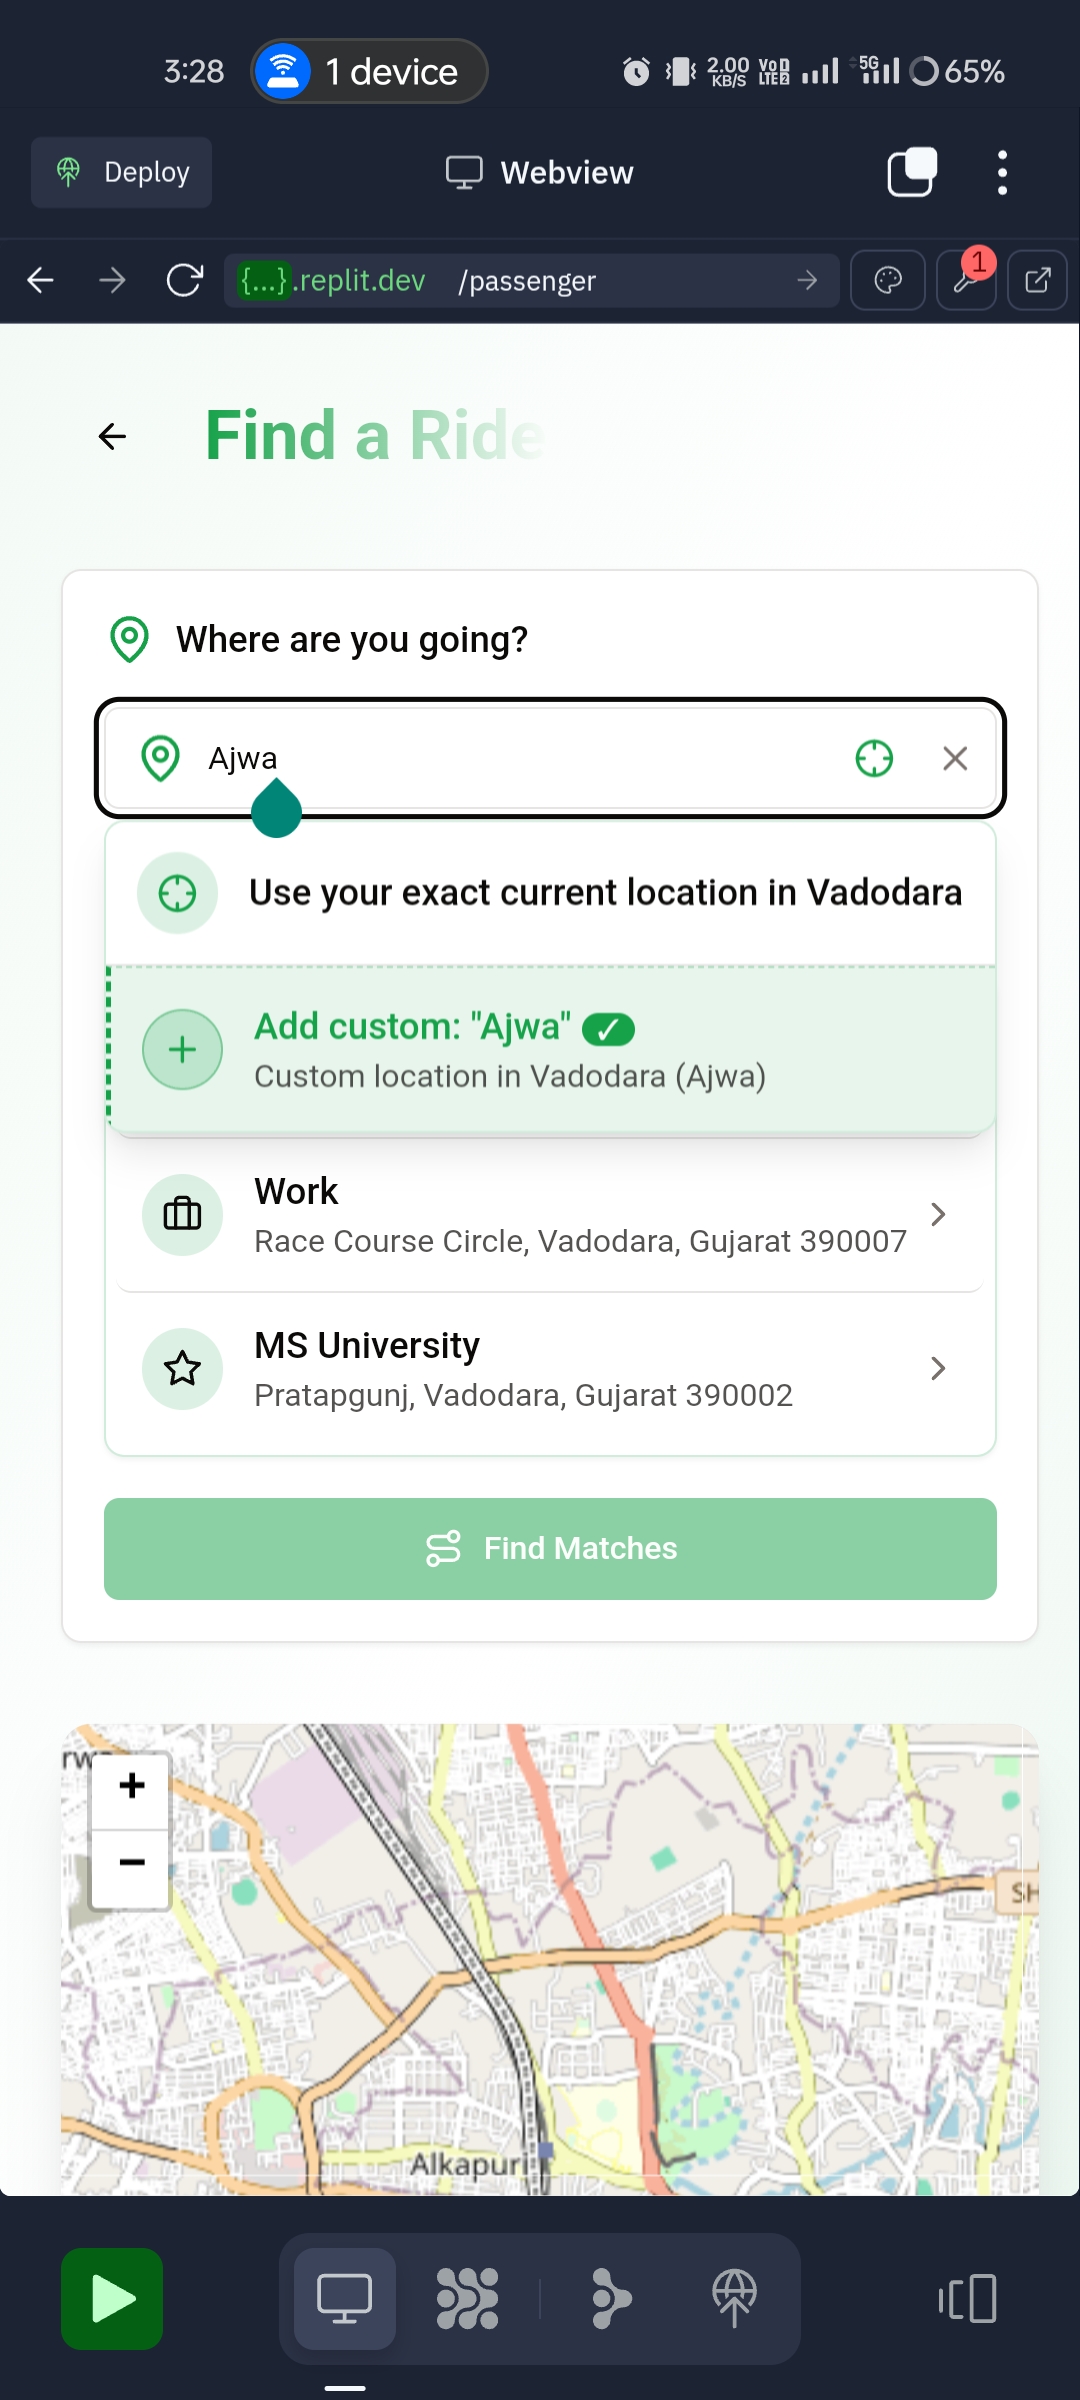 3:28
1 device
2.00 KB/S
VoD LTE2
5G
65%
Deploy
Webview
{...}.replit.dev /passenger
1
Find a Ride
Where are you going?
Ajwa
Use your exact current location in Vadodara
Add custom: "Ajwa" ✓
Custom location in Vadodara (Ajwa)
Work
Race Course Circle, Vadodara, Gujarat 390007
MS University
Pratapgunj, Vadodara, Gujarat 390002
Find Matches
rw
+
−
SH
Alkapuri